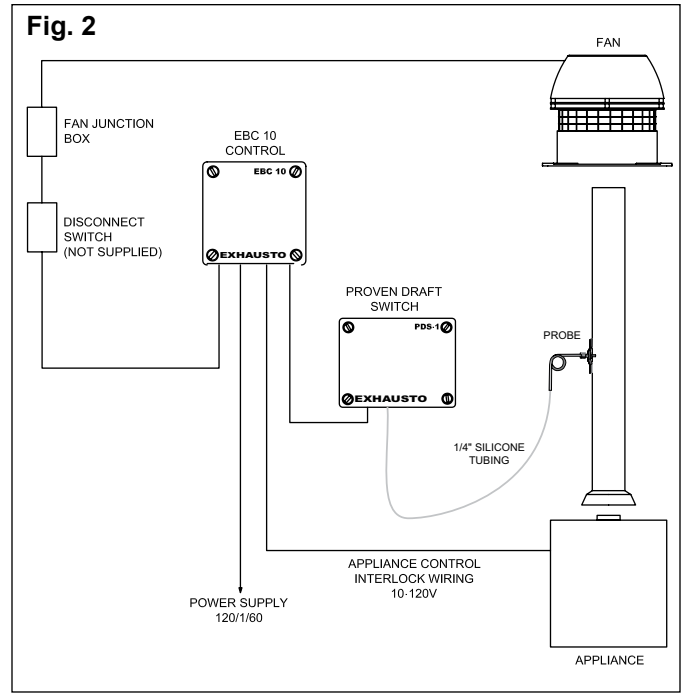 Fig. 2
FAN
FAN JUNCTION
BOX
EBC 10
CONTROL
EBC 10
EXHAUSTO
DISCONNECT
SWITCH
(NOT SUPPLIED)
PROVEN DRAFT
SWITCH
PDS-1
EXHAUSTO
PROBE
1/4" SILICONE
TUBING
APPLIANCE CONTROL
INTERLOCK WIRING
10-120V
POWER SUPPLY
120/1/60
APPLIANCE